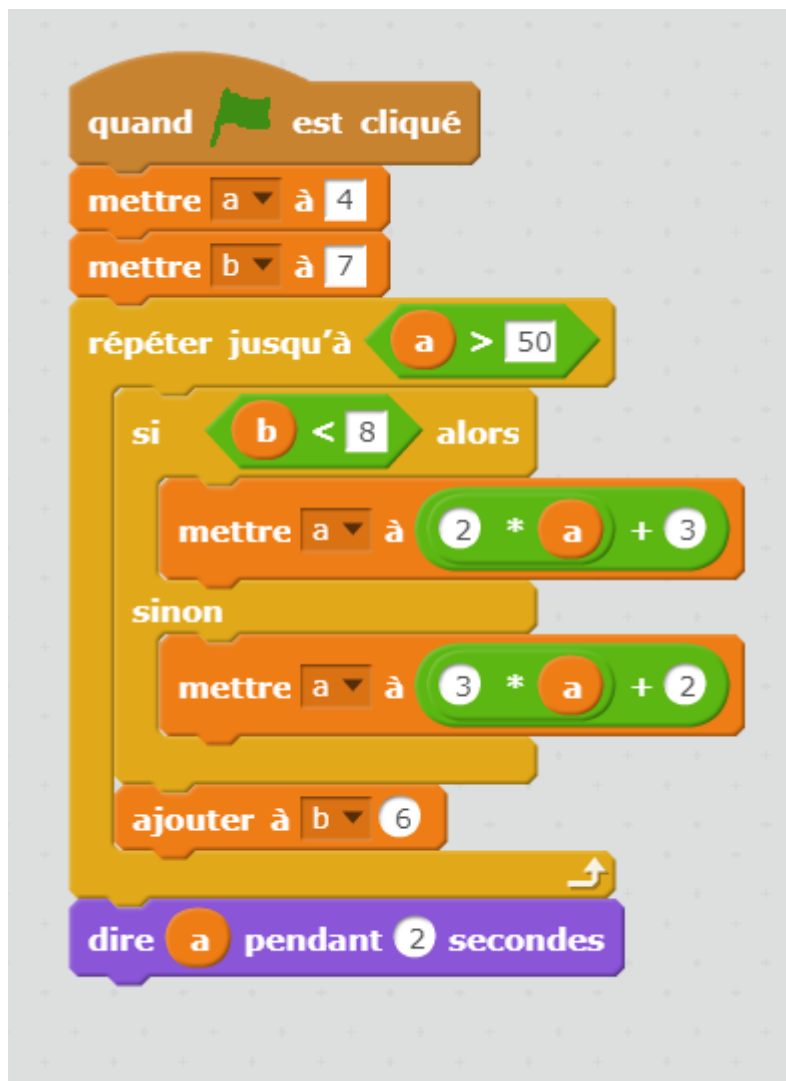 quand est cliqué
mettre a à 4
mettre b à 7
répéter jusqu’à a > 50
si b < 8 alors
mettre a à 2 * a + 3
sinon
mettre a à 3 * a + 2
ajouter à b 6
dire a pendant 2 secondes